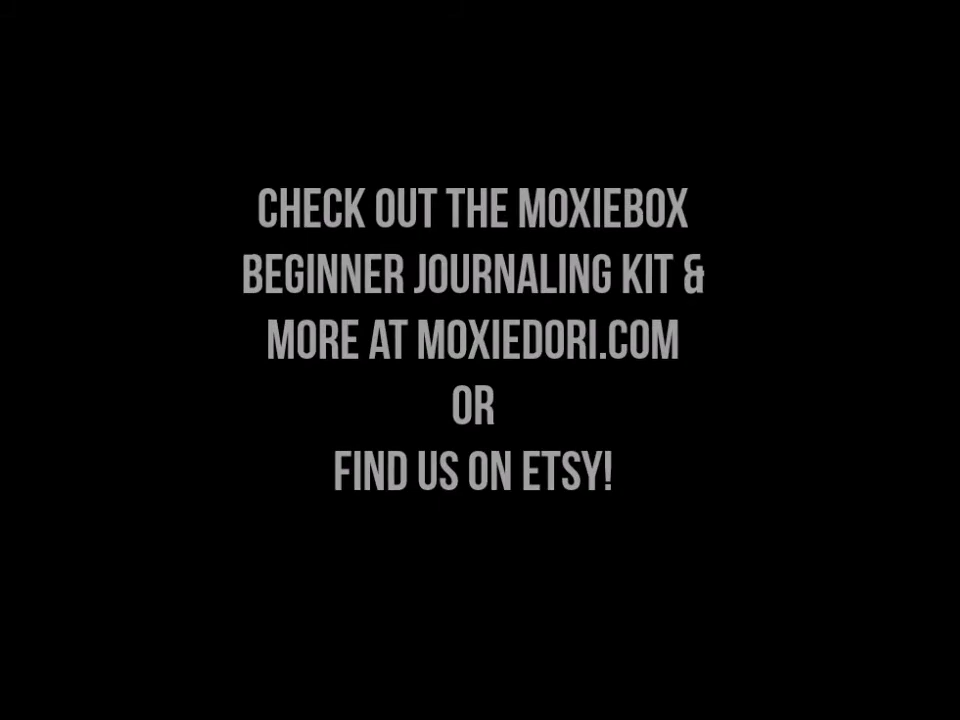 CHECK OUT THE MOXIEBOX
BEGINNER JOURNALING KIT &
MORE AT MOXIEDORI.COM
OR
FIND US ON ETSY!